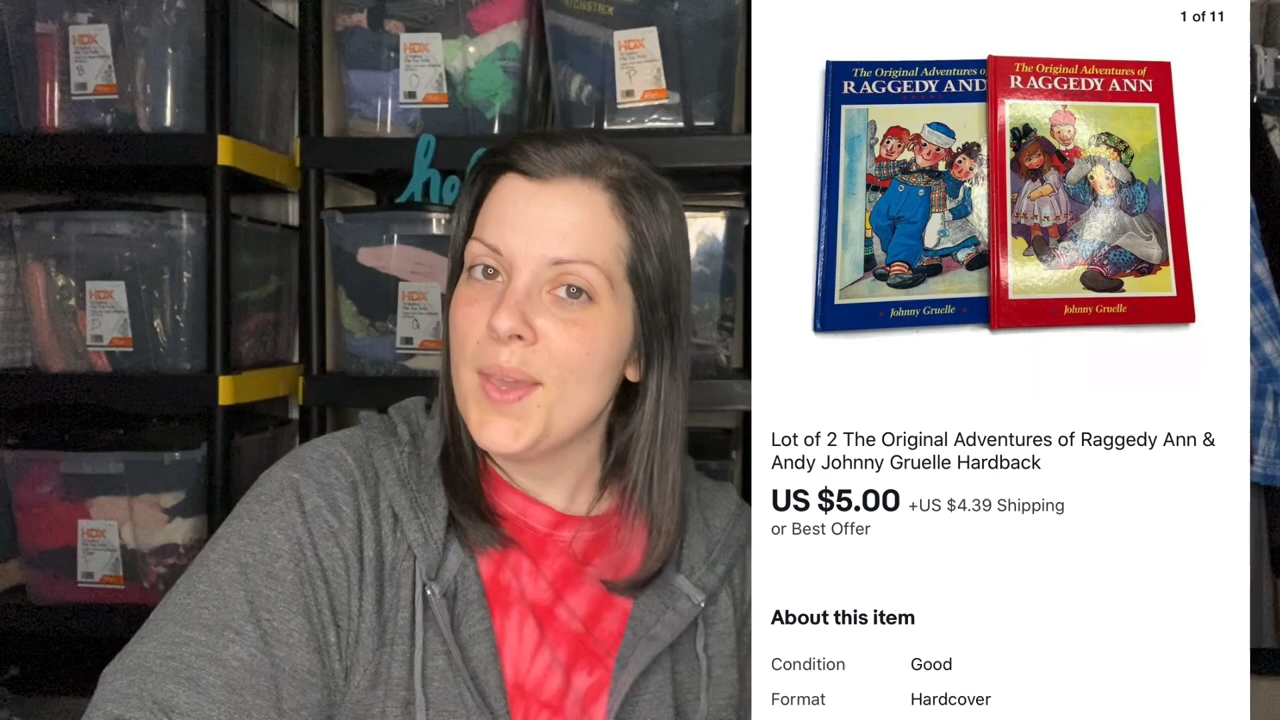 HDX
B
HDX
O
HDX
P
HDX
D
HDX
Q
HDX
1 of 11
The Original Adventures o
RAGGEDY AND
Johnny Gruelle
The Original Adventures of
RAGGEDY ANN
Johnny Gruelle
Lot of 2 The Original Adventures of Raggedy Ann &
Andy Johnny Gruelle Hardback
US $5.00 +US $4.39 Shipping
or Best Offer
About this item
Condition Good
Format Hardcover